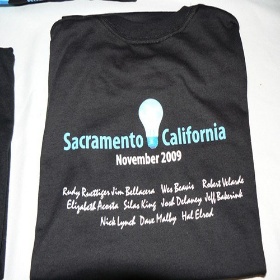 Sacramento California
November 2009
Rudy Ruettiger Jim Bellacera Wes Beavis Robert Velarde
Elizabeth Acosta Silas King Josh Delaney Jeff Bakerink
Nick Lynch Dave Malby Hal Elrod